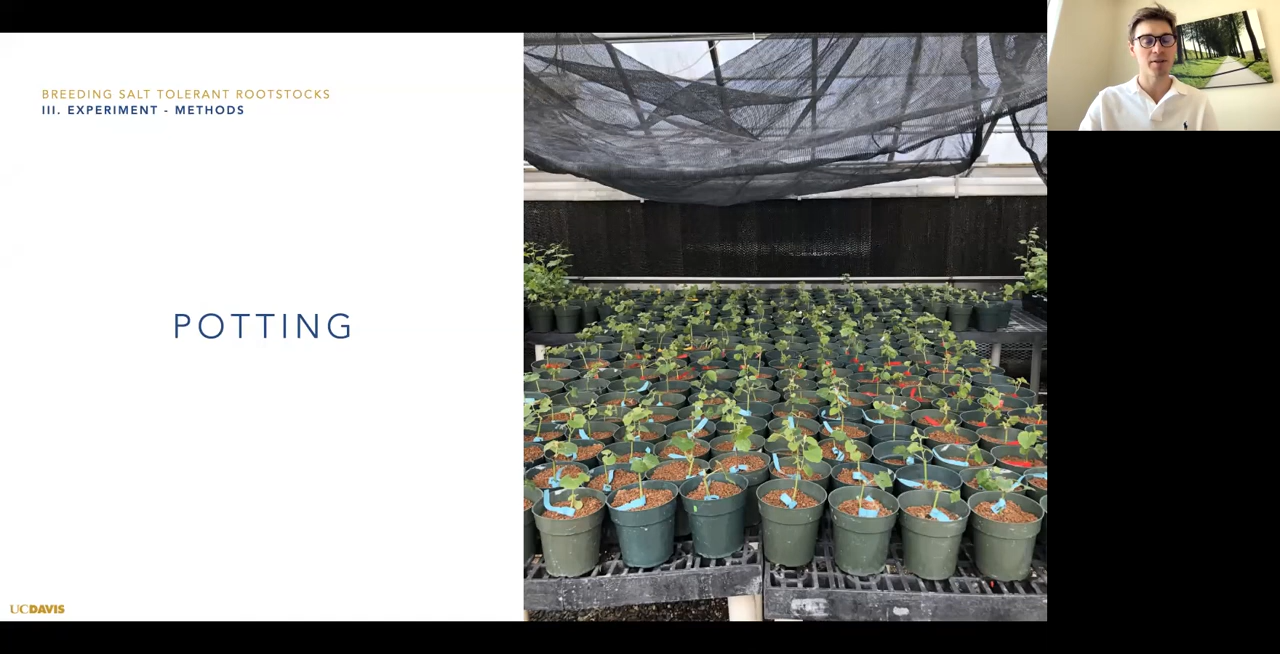 BREEDING SALT TOLERANT ROOTSTOCKS
III. EXPERIMENT - METHODS
POTTING
UCDAVIS